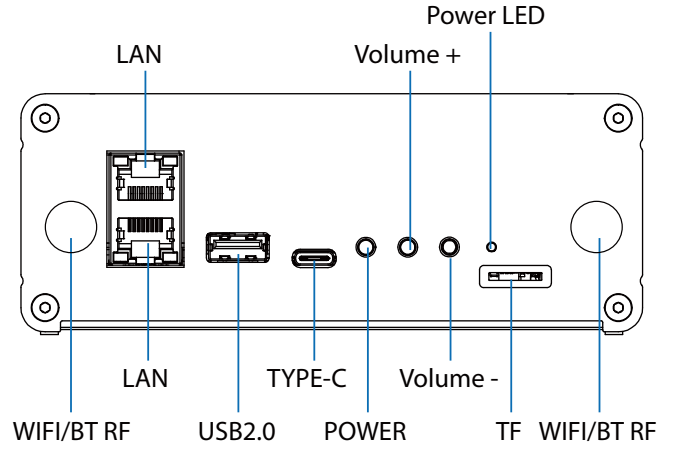 Power LED
LAN
Volume +
LAN
TYPE-C
Volume -
WIFI/BT RF
USB2.0
POWER
TF
WIFI/BT RF